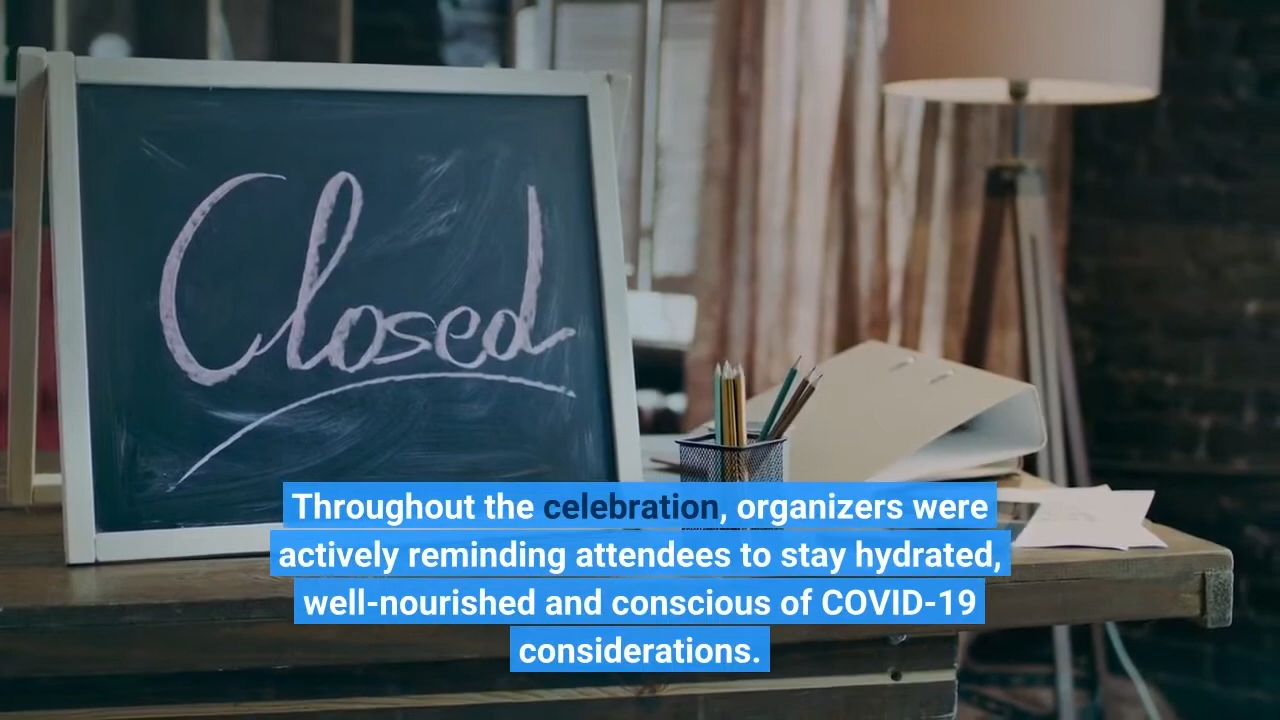 Closed
Throughout the celebration, organizers were
actively reminding attendees to stay hydrated,
well-nourished and conscious of COVID-19
considerations.